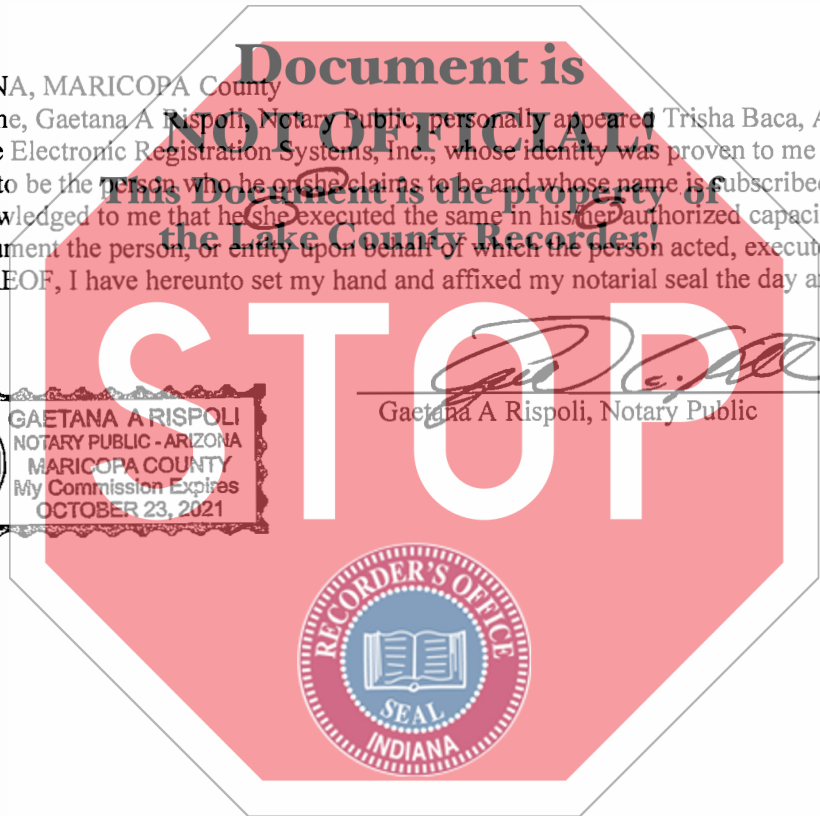 Document is
NA, MARICOPA County
ne, Gaetana A Rispoli, Notary Public, personally appeared Trisha Baca, A
NOT OFFICIAL!
e Electronic Registration Systems, Inc., whose identity was proven to me
to be the person who he or she claims to be and whose name is subscribed
This Document is the property of
wledged to me that he/she executed the same in his/her authorized capaci
the Lake County Recorder!
ument the person, or entity upon behalf of which the person acted, execute
EOF, I have hereunto set my hand and affixed my notarial seal the day a
STOP
Gaetana A Rispoli, Notary Public
GAETANA A RISPOLI
NOTARY PUBLIC - ARIZONA
MARICOPA COUNTY
My Commission Expires
OCTOBER 23, 2021
RECORDER'S OFFICE
SEAL
INDIANA